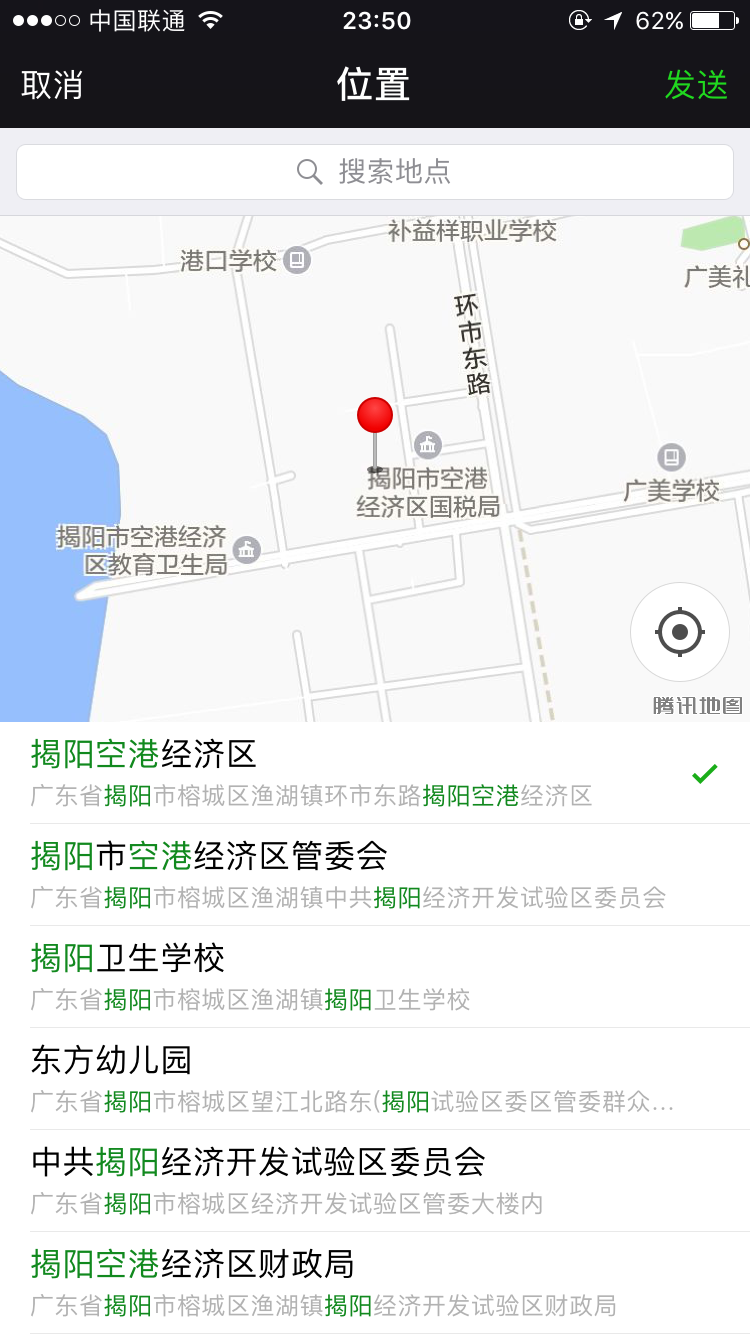 中国联通 23:50 62%
取消 位置 发送
搜索地点
补益样职业学校
港口学校
广美礼
环市东路
揭阳市空港
经济区国税局
广美学校
揭阳市空港经济
区教育卫生局
腾讯地图
揭阳空港经济区
广东省揭阳市榕城区渔湖镇环市东路揭阳空港经济区
揭阳市空港经济区管委会
广东省揭阳市榕城区渔湖镇中共揭阳经济开发试验区委员会
揭阳卫生学校
广东省揭阳市榕城区渔湖镇揭阳卫生学校
东方幼儿园
广东省揭阳市榕城区望江北路东(揭阳试验区委区管委群众...
中共揭阳经济开发试验区委员会
广东省揭阳市榕城区经济开发试验区管委大楼内
揭阳空港经济区财政局
广东省揭阳市榕城区渔湖镇揭阳经济开发试验区财政局